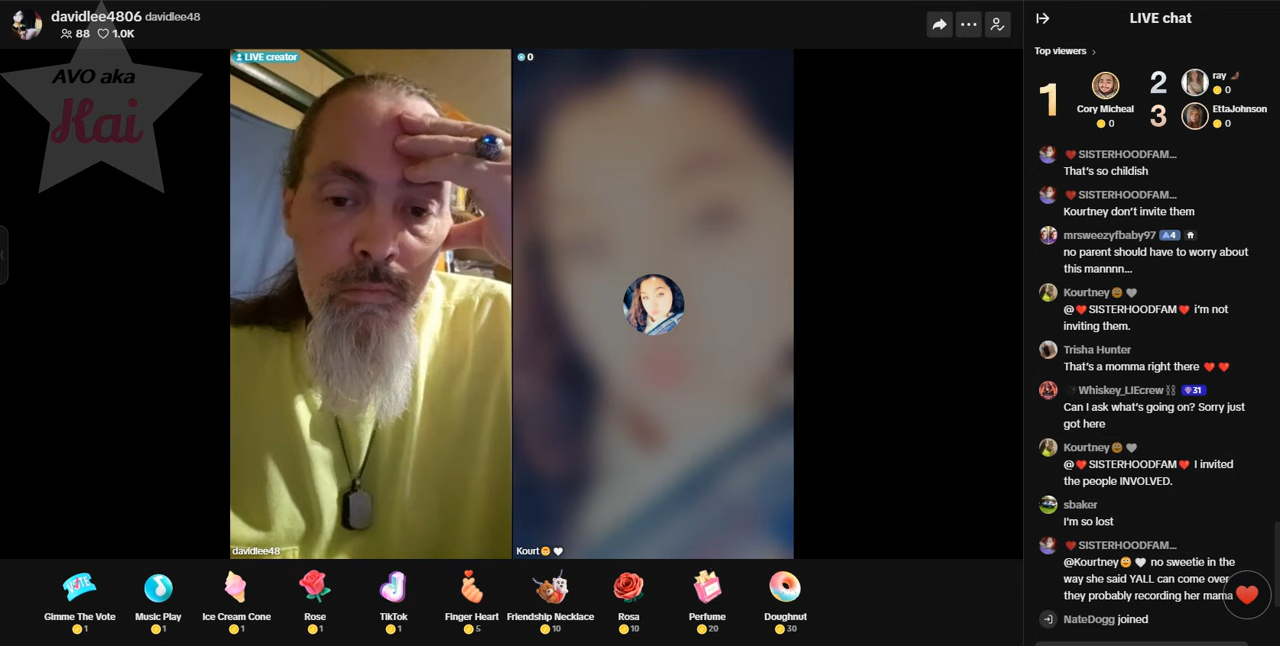 davidlee4806 davidlee48
88 1.0K
AVO aka
Kai
LIVE creator
0
davidlee48
Kourt
Gimme The Vote
1
Music Play
1
Ice Cream Cone
1
Rose
1
TikTok
1
Finger Heart
5
Friendship Necklace
10
Rosa
10
Perfume
20
Doughnut
30
LIVE chat
Top viewers
1
Cory Micheal
0
2
ray
0
3
EttaJohnson
0
SISTERHOODFAM...
That's so childish
SISTERHOODFAM...
Kourtney don't invite them
mrsweezyfbaby97 4
no parent should have to worry about
this mannnn...
Kourtney
@❤️SISTERHOODFAM❤️ i'm not
inviting them.
Trisha Hunter
That's a momma right there ❤️ ❤️
Whiskey_LIEcrew 31
Can I ask what's going on? Sorry just
got here
Kourtney
@❤️SISTERHOODFAM❤️ I invited
the people INVOLVED.
sbaker
I'm so lost
SISTERHOODFAM...
@Kourtney no sweetie in the
way she said YALL can come over
they probably recording her mama
NateDogg joined